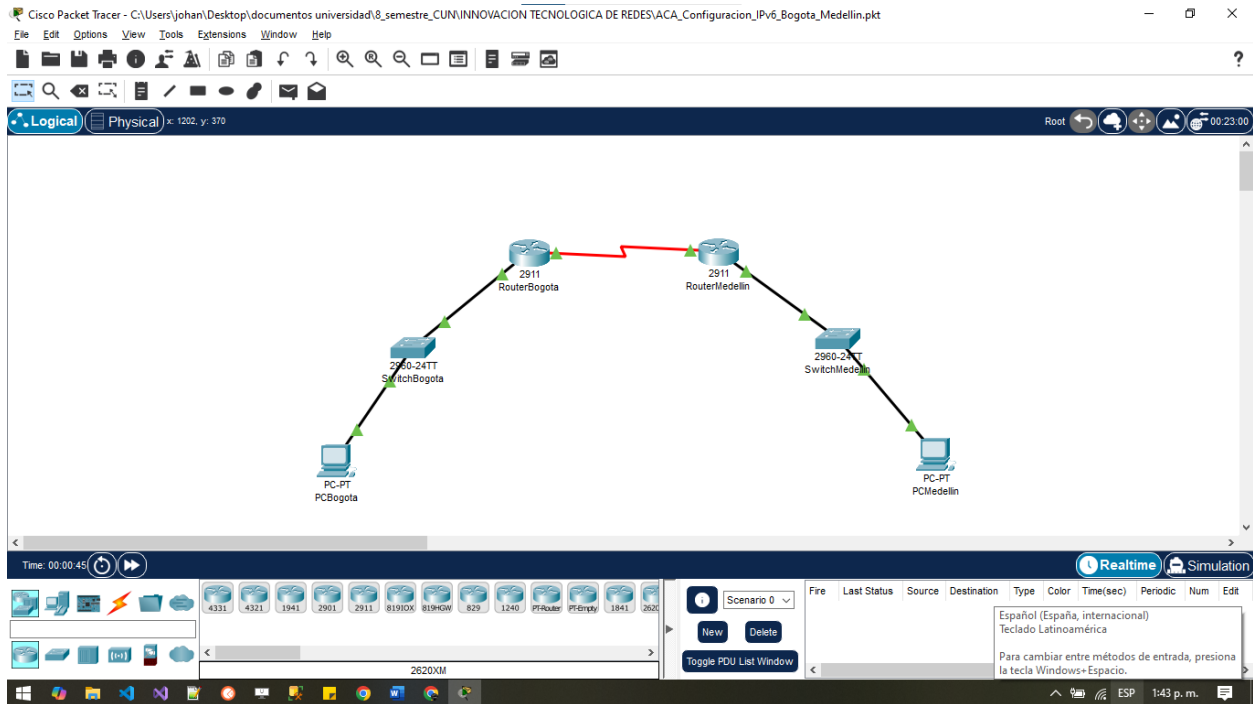 Cisco Packet Tracer - C:\Users\johan\Desktop\documentos universidad\8_semestre_CUN\INNOVACION TECNOLOGICA DE REDES\ACA_Configuracion_IPv6_Bogota_Medellin.pkt
File Edit Options View Tools Extensions Window Help
?
Logical Physical x: 1202, y: 370 Root 00:23:00
2911
RouterBogota
2911
RouterMedellin
2960-24TT
SwitchBogota
2960-24TT
SwitchMedellin
PC-PT
PCBogota
PC-PT
PCMedellin
Time: 00:00:45 Realtime Simulation
4331 4321 1941 2901 2911 819IOX 819HGW 829 1240 PT-Router PT-Empty 1841 262
2620XM
Scenario 0
New Delete
Toggle PDU List Window
Fire Last Status Source Destination Type Color Time(sec) Periodic Num Edit
Español (España, internacional)
Teclado Latinoamérica
Para cambiar entre métodos de entrada, presiona
la tecla Windows+Espacio.
ESP 1:43 p. m.